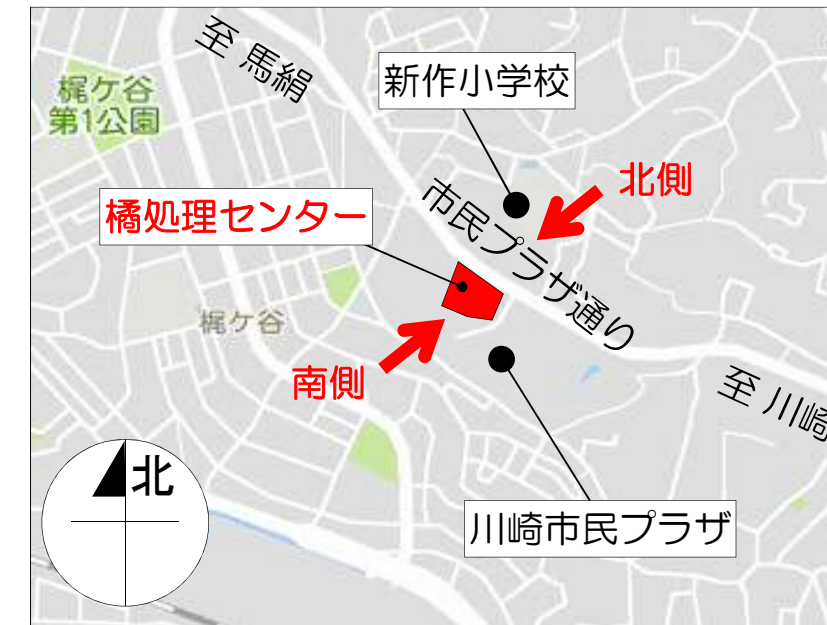 至 馬絹
新作小学校
梶ケ谷
第1公園
北側
橘処理センター
市民プラザ通り
梶ケ谷
南側
至 川崎
北
川崎市民プラザ